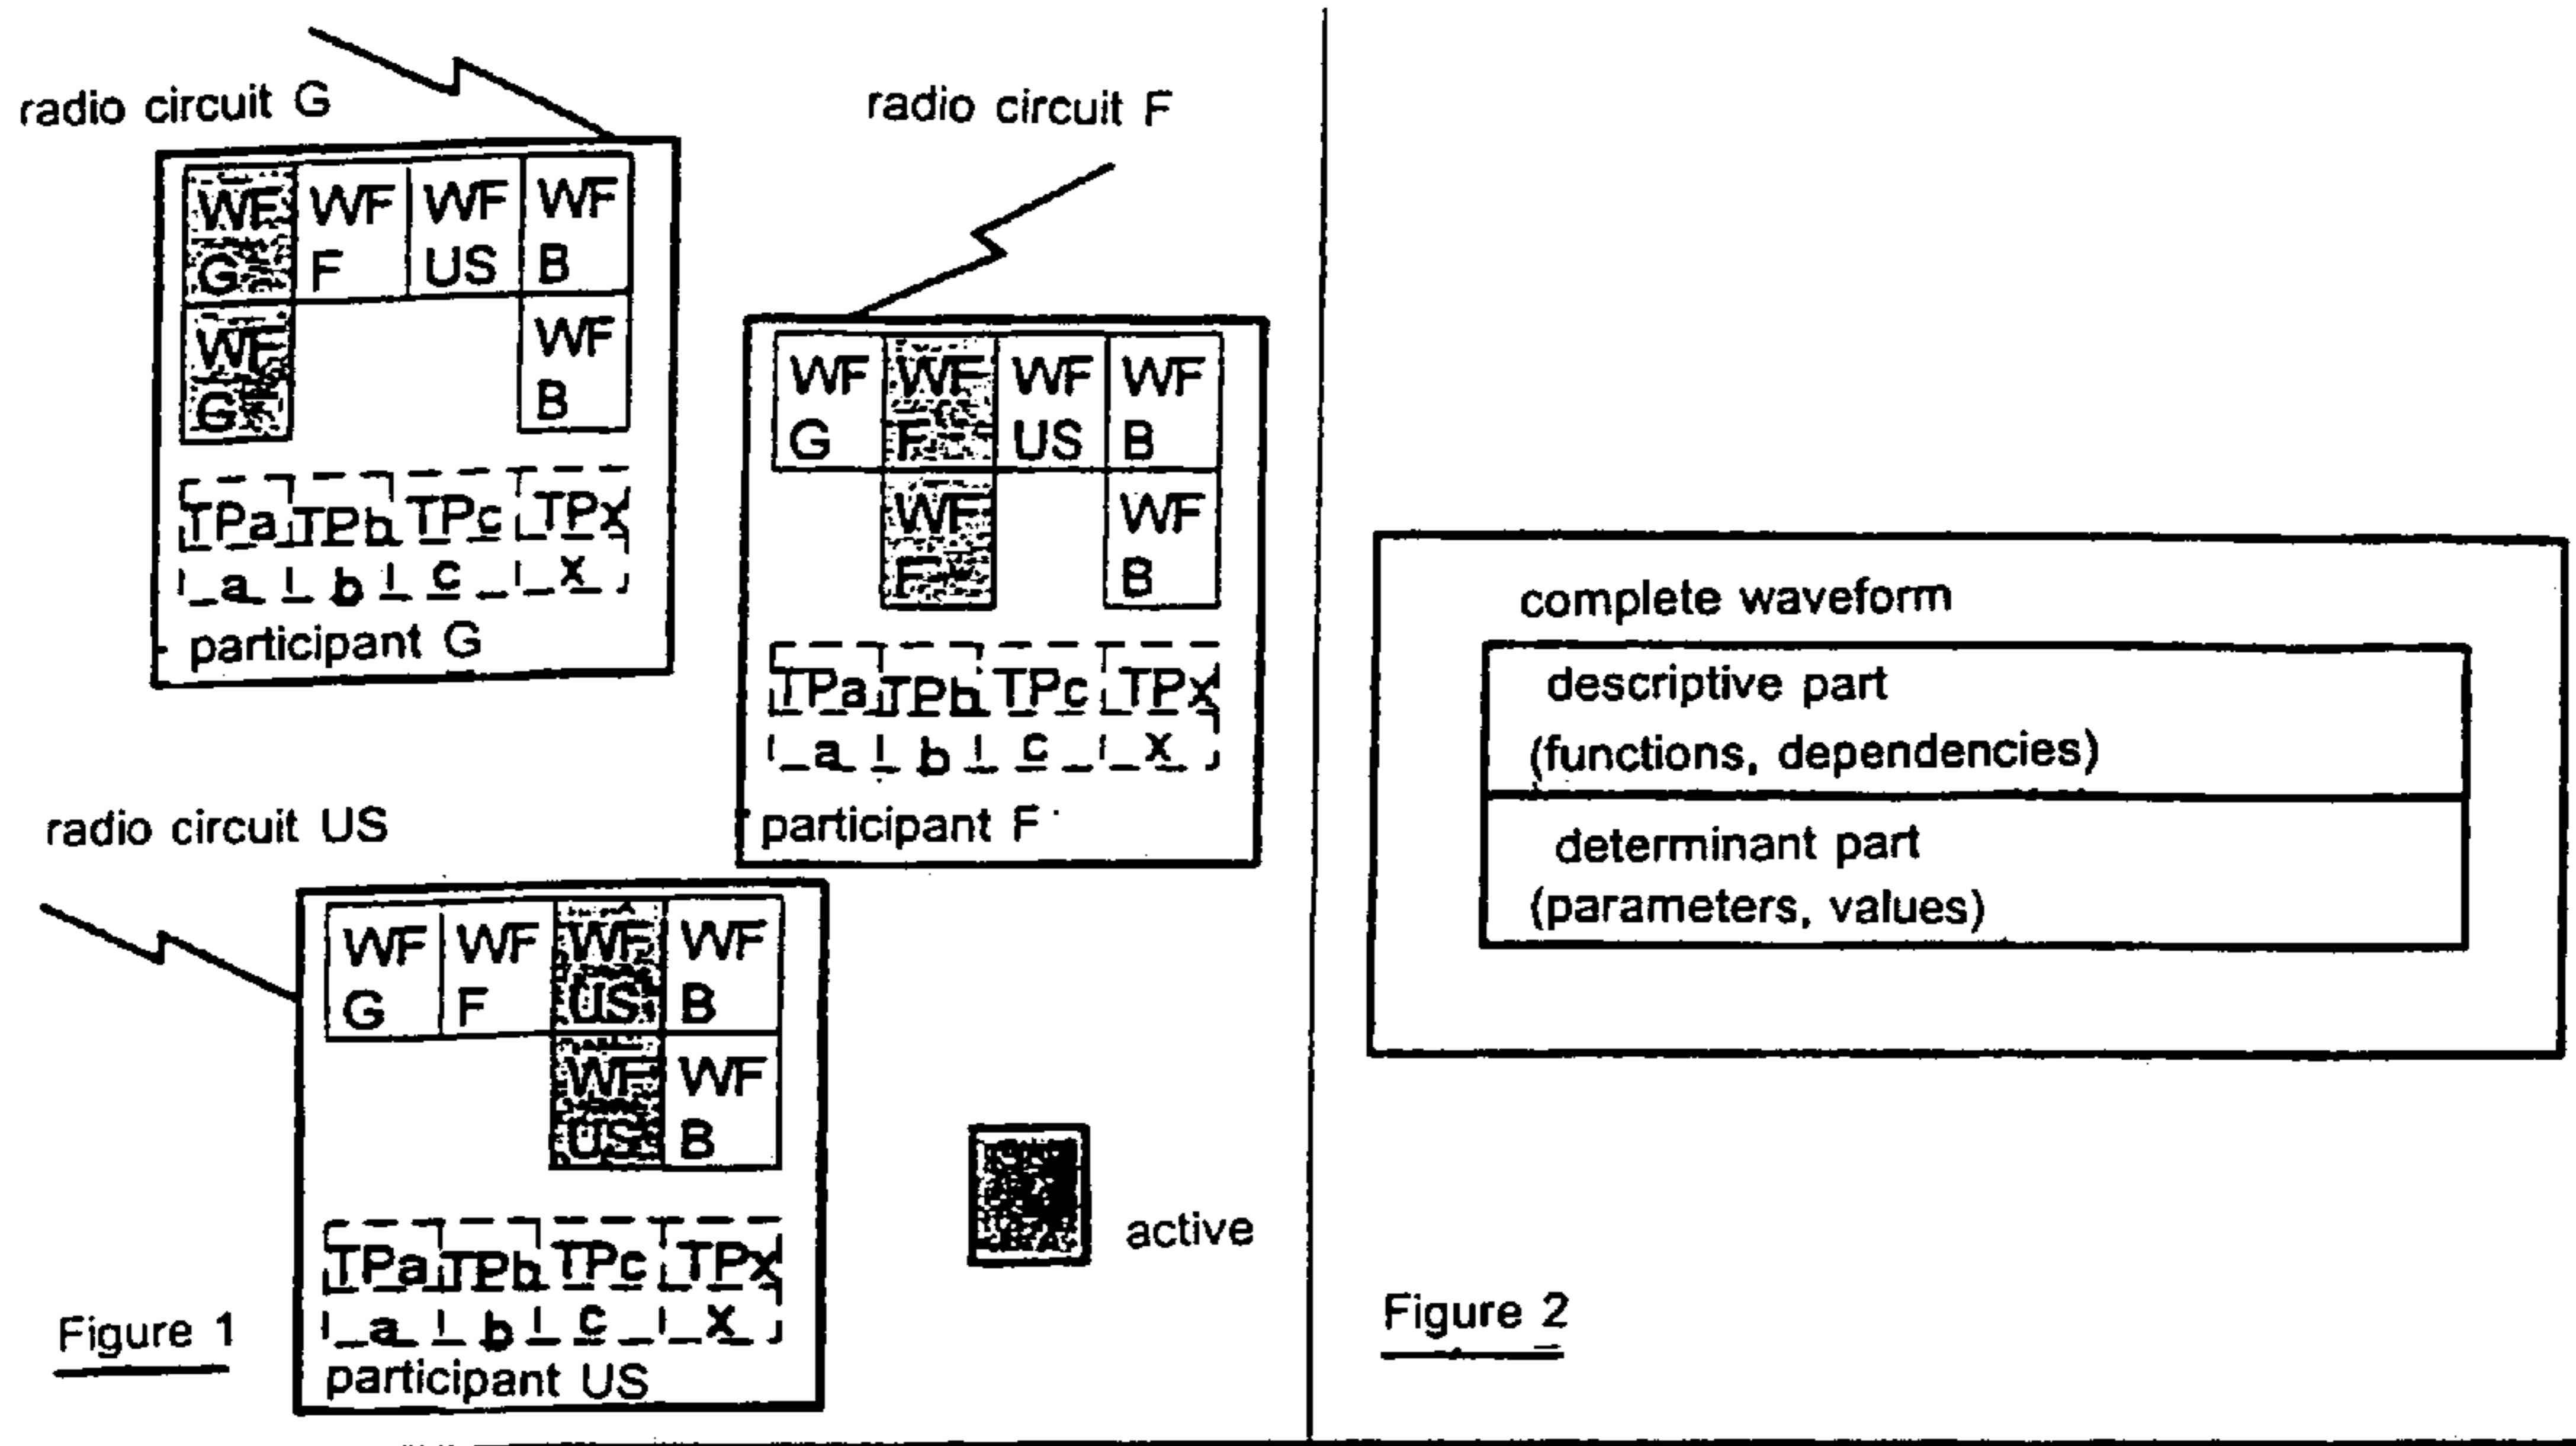 radio circuit G
WF WF WF WF
G F US B
WF WF
G B
TPa TPb TPc TPx
a b c x
participant G
radio circuit F
WF WF WF WF
G F US B
WF WF
F B
TPa TPb TPc TPx
a b c x
participant F
radio circuit US
WF WF WF WF
G F US B
WF WF
US B
TPa TPb TPc TPx
a b c x
participant US
active
Figure 1
complete waveform
descriptive part
(functions, dependencies)
determinant part
(parameters, values)
Figure 2